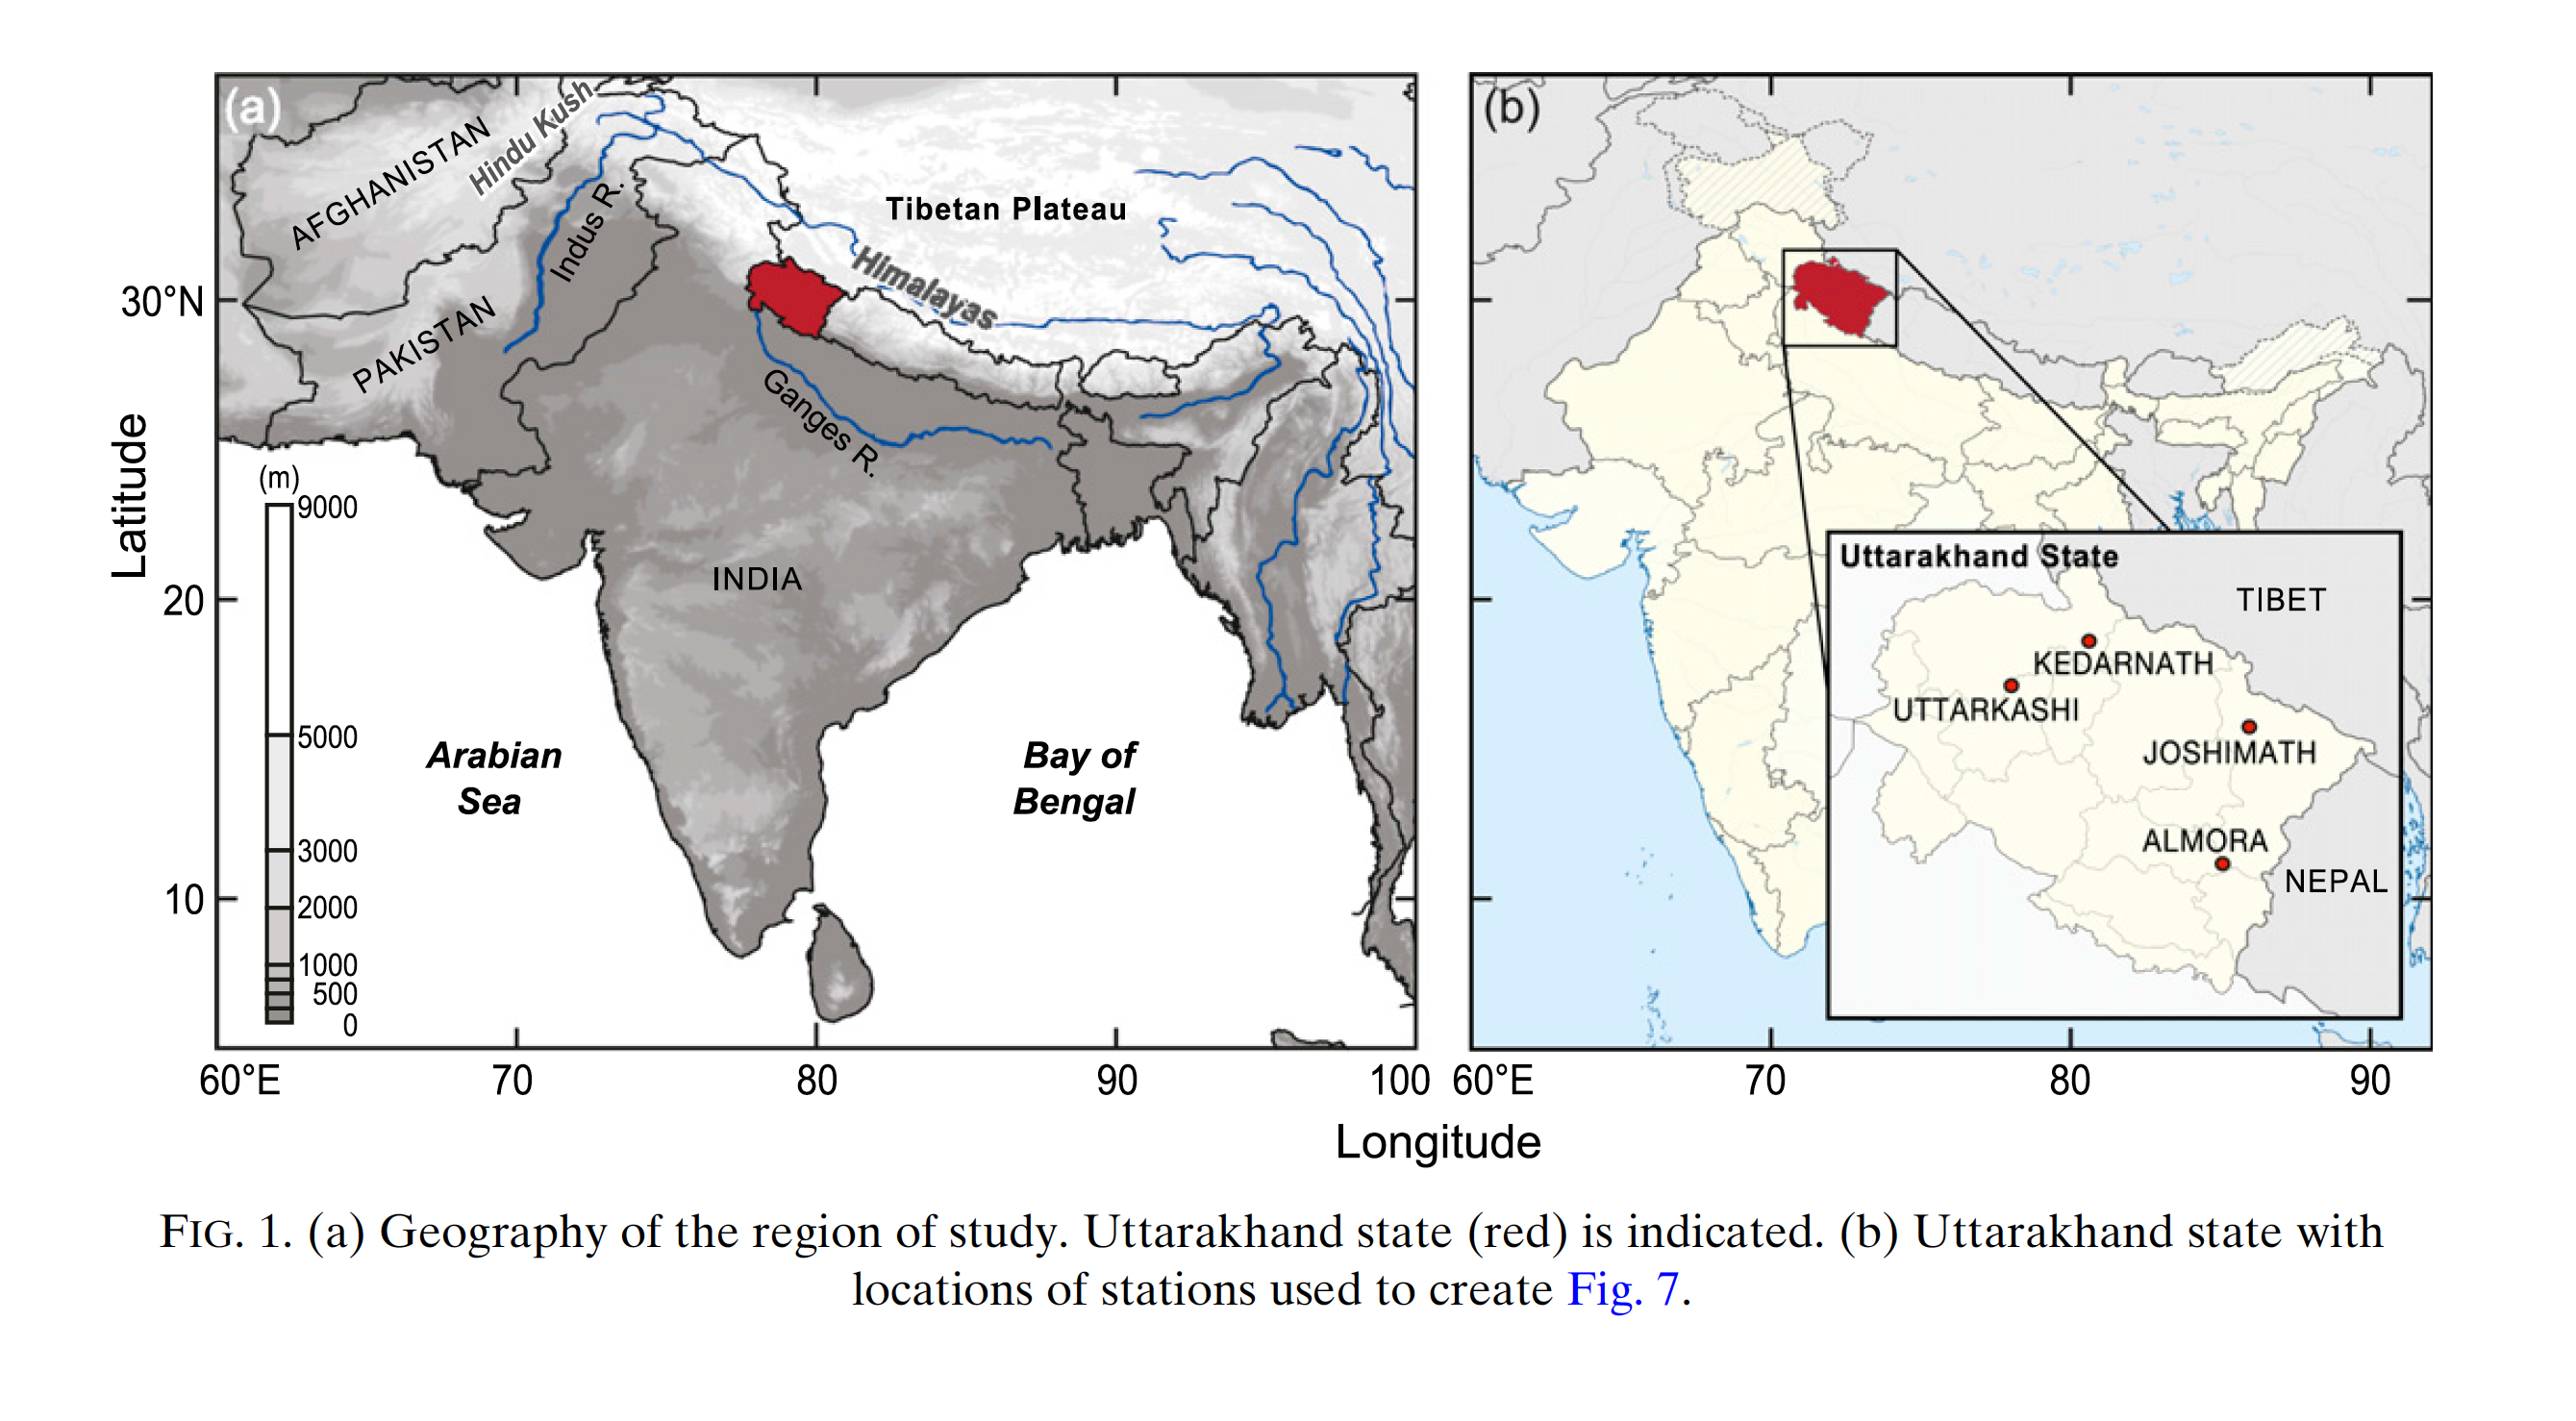 (a)
AFGHANISTAN
Hindu Kush
Indus R.
PAKISTAN
Tibetan Plateau
Himalayas
Ganges R.
INDIA
Arabian
Sea
Bay of
Bengal
(m)
9000
5000
3000
2000
1000
500
0
Latitude
30°N
20
10
60°E
70
80
90
100
(b)
Uttarakhand State
TIBET
KEDARNATH
UTTARKASHI
JOSHIMATH
ALMORA
NEPAL
60°E
70
80
90
Longitude
FIG. 1. (a) Geography of the region of study. Uttarakhand state (red) is indicated. (b) Uttarakhand state with
locations of stations used to create Fig. 7.